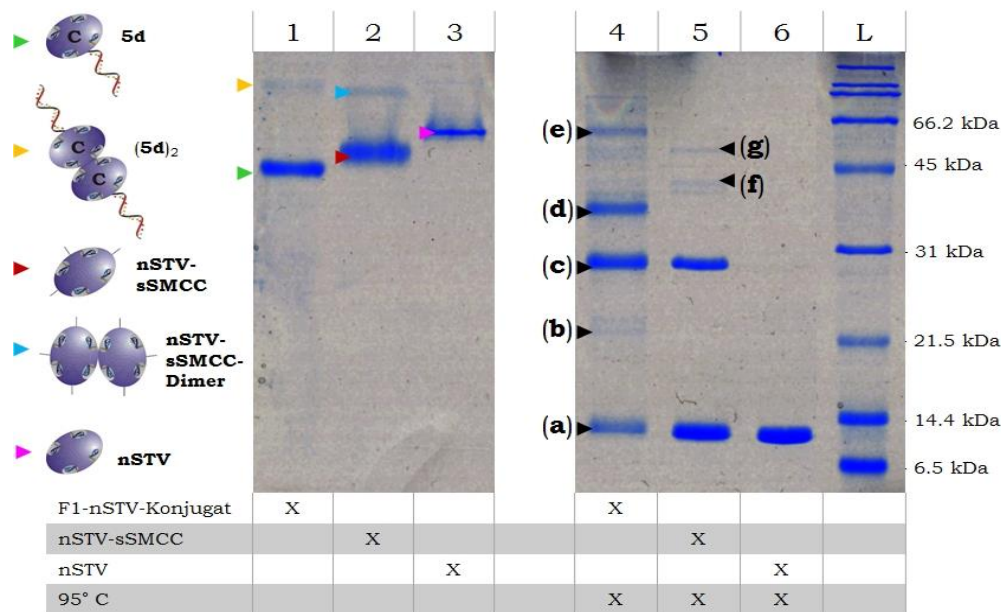 1 2 3 4 5 6 L
C 5d
C (5d)₂
C
nSTV-
sSMCC
nSTV-
sSMCC-
Dimer
nSTV
(e)
(d)
(c)
(b)
(a)
(g)
(f)
66.2 kDa
45 kDa
31 kDa
21.5 kDa
14.4 kDa
6.5 kDa
F1-nSTV-Konjugat X X
nSTV-sSMCC X X
nSTV X X
95° C X X X